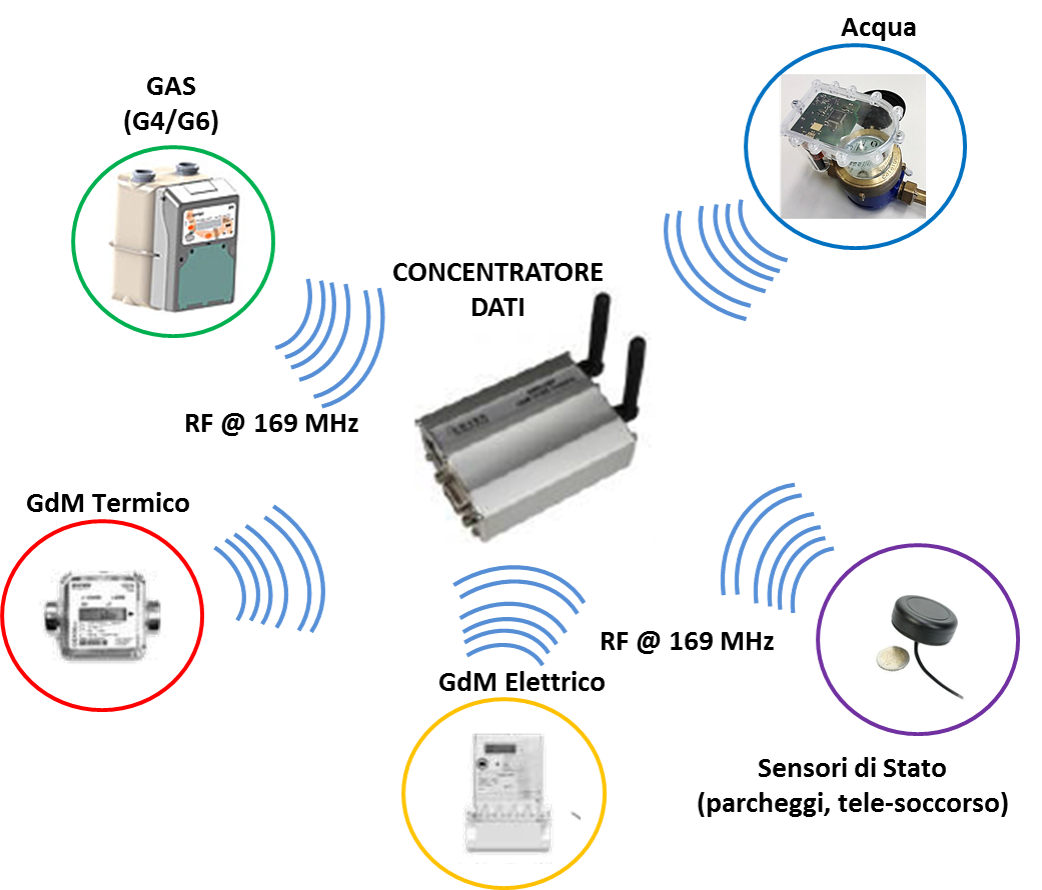 Acqua
GAS
(G4/G6)
CONCENTRATORE
DATI
RF @ 169 MHz
GdM Termico
RF @ 169 MHz
GdM Elettrico
Sensori di Stato
(parcheggi, tele-soccorso)